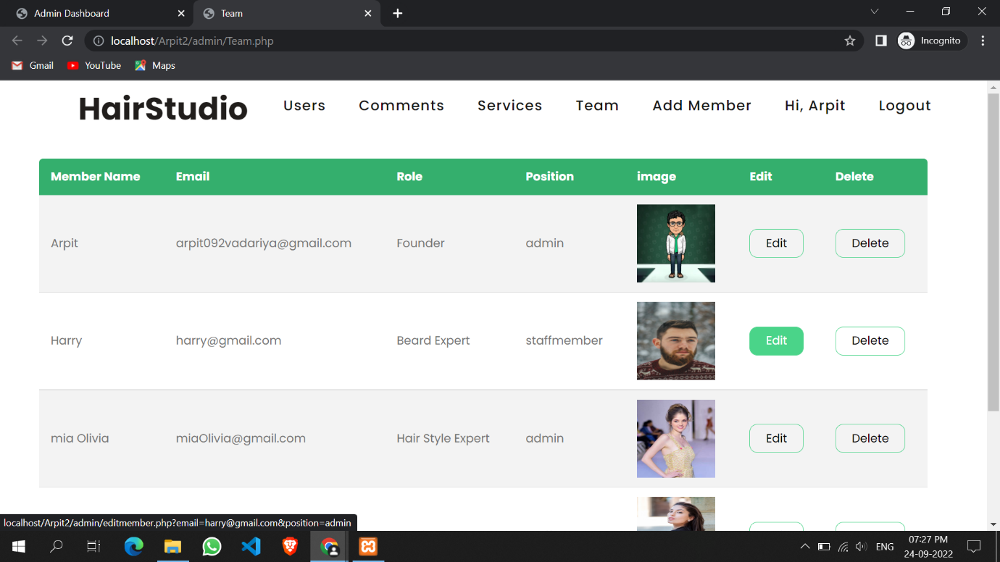 Admin Dashboard
Team
localhost/Arpit2/admin/Team.php
Incognito
Gmail
YouTube
Maps
HairStudio Users Comments Services Team Add Member Hi, Arpit Logout
Member Name Email Role Position image Edit Delete
Arpit arpit092vadariya@gmail.com Founder admin Edit Delete
Harry harry@gmail.com Beard Expert staffmember Edit Delete
mia Olivia miaOlivia@gmail.com Hair Style Expert admin Edit Delete
localhost/Arpit2/admin/editmember.php?email=harry@gmail.com&position=admin
ENG
07:27 PM
24-09-2022